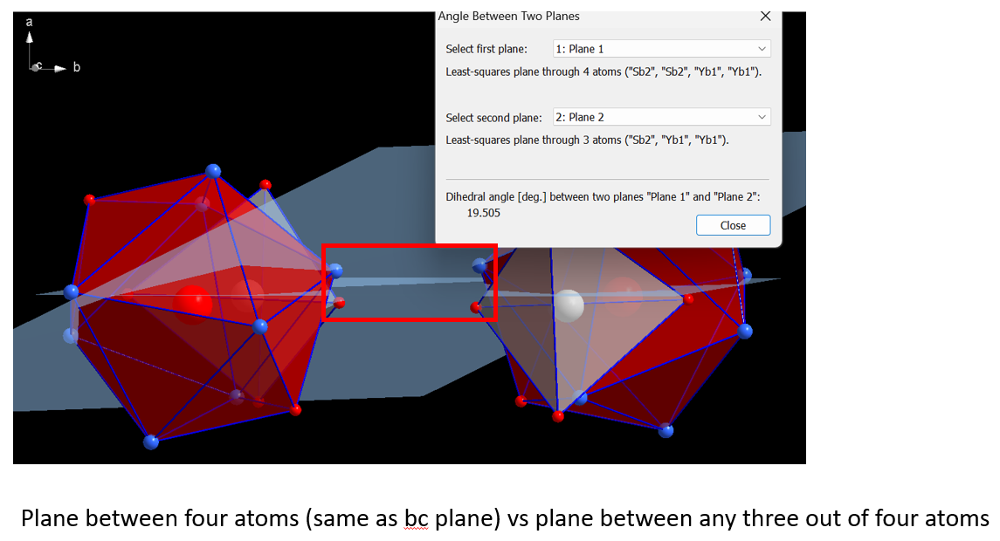 a
c
b
Angle Between Two Planes
Select first plane:
1: Plane 1
Least-squares plane through 4 atoms ("Sb2", "Sb2", "Yb1", "Yb1").
Select second plane:
2: Plane 2
Least-squares plane through 3 atoms ("Sb2", "Yb1", "Yb1").
Dihedral angle [deg.] between two planes "Plane 1" and "Plane 2":
19.505
Close
Plane between four atoms (same as bc plane) vs plane between any three out of four atoms